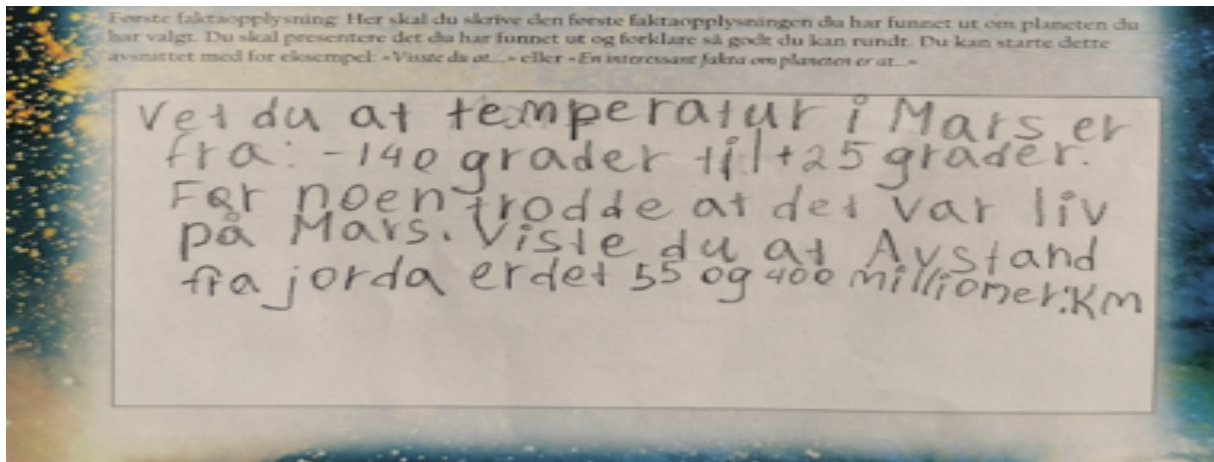 Første faktaopplysning: Her skal du skrive den første faktaopplysningen du har funnet ut om planeten du
har valgt. Du skal presentere det du har funnet ut og forklare så godt du kan rundt. Du kan starte dette
avsnittet med for eksempel: «Visste du at...» eller «En interessant fakta om planeten er at...»
Vet du at temperatur i Mars er
fra: -140 grader til +25 grader.
Før noen trodde at det var liv
på Mars. Viste du at Avstand
fra jorda er det 55 og 400 millioner:Km